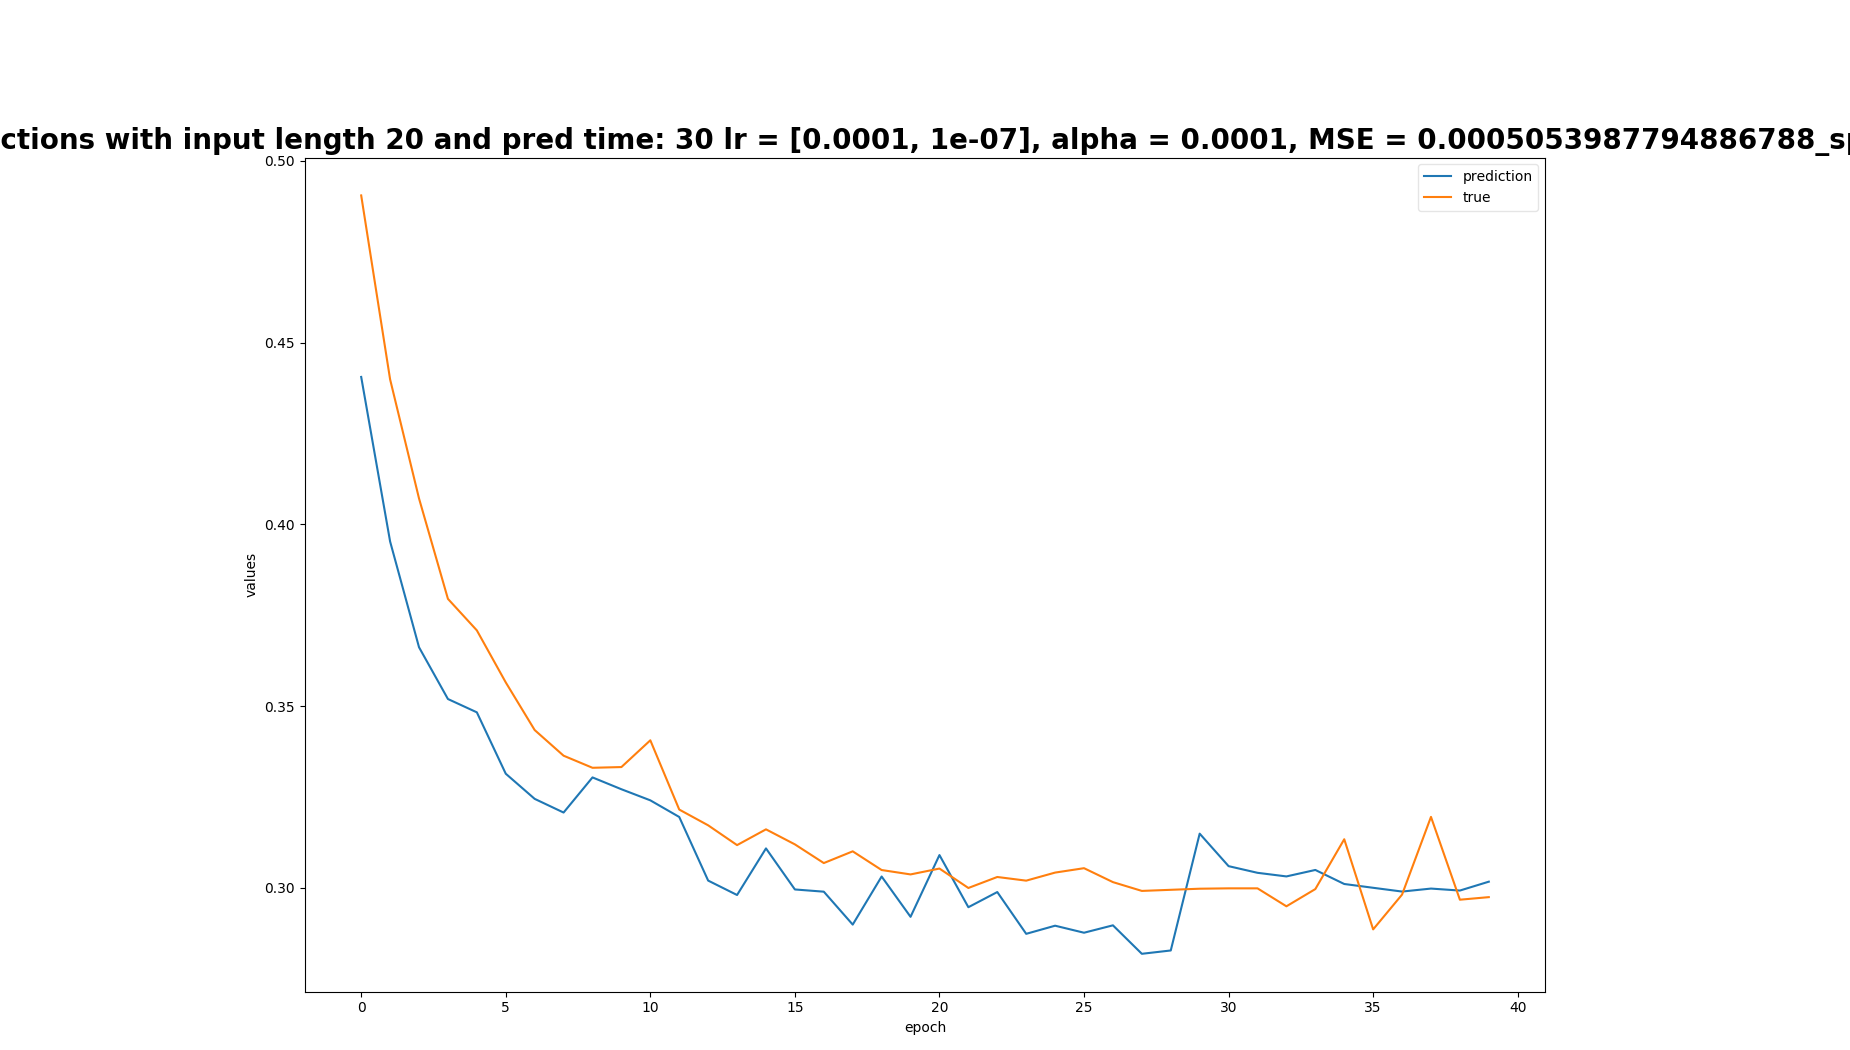 ctions with input length 20 and pred time: 30 lr = [0.0001, 1e-07], alpha = 0.0001, MSE = 0.0005053987794886788_sp
prediction
true
0.50
0.45
0.40
0.35
0.30
values
0 5 10 15 20 25 30 35 40
epoch